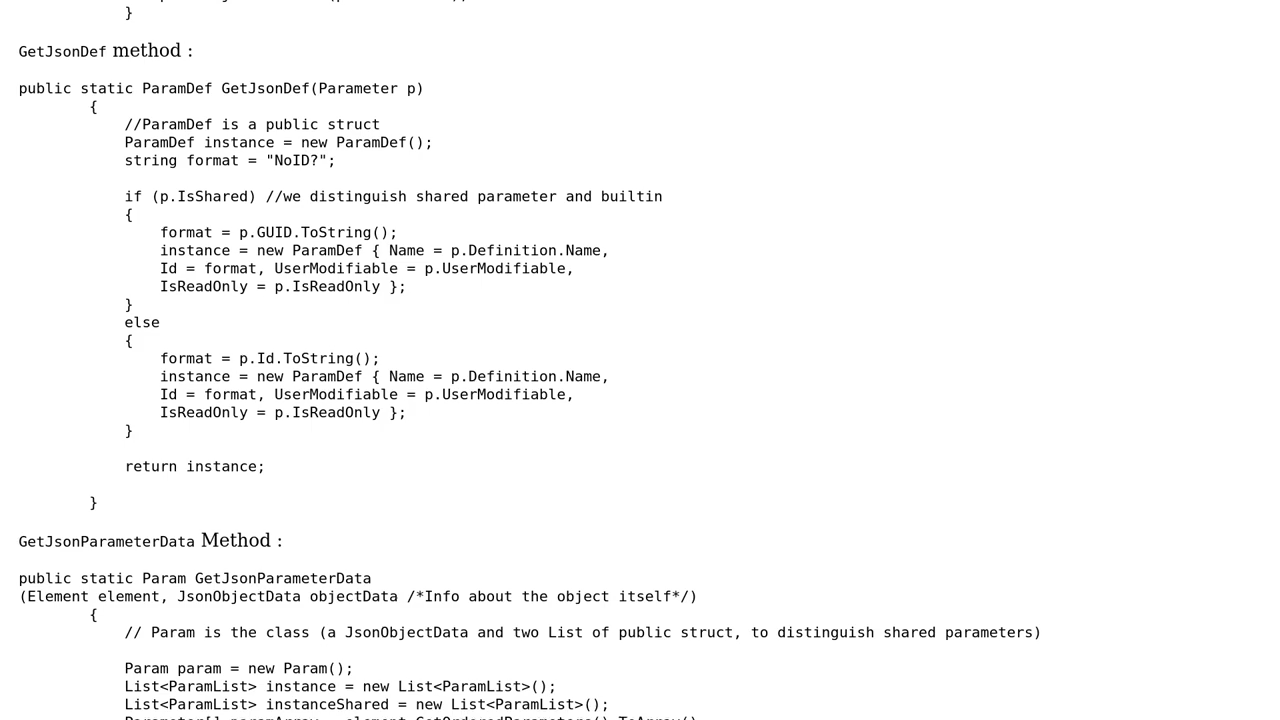 }
GetJsonDef method :
public static ParamDef GetJsonDef(Parameter p)
{
//ParamDef is a public struct
ParamDef instance = new ParamDef();
string format = "NoID?";
if (p.IsShared) //we distinguish shared parameter and builtin
{
format = p.GUID.ToString();
instance = new ParamDef { Name = p.Definition.Name,
Id = format, UserModifiable = p.UserModifiable,
IsReadOnly = p.IsReadOnly };
}
else
{
format = p.Id.ToString();
instance = new ParamDef { Name = p.Definition.Name,
Id = format, UserModifiable = p.UserModifiable,
IsReadOnly = p.IsReadOnly };
}
return instance;
}
GetJsonParameterData Method :
public static Param GetJsonParameterData
(Element element, JsonObjectData objectData /*Info about the object itself*/)
{
// Param is the class (a JsonObjectData and two List of public struct, to distinguish shared parameters)
Param param = new Param();
List<ParamList> instance = new List<ParamList>();
List<ParamList> instanceShared = new List<ParamList>();